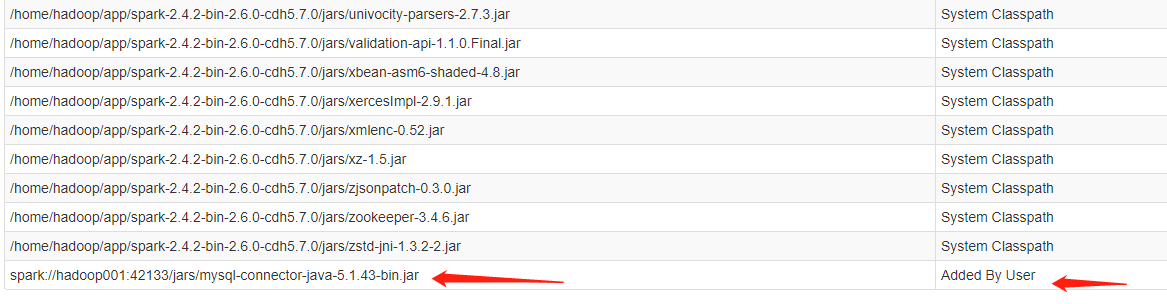 /home/hadoop/app/spark-2.4.2-bin-2.6.0-cdh5.7.0/jars/univocity-parsers-2.7.3.jar System Classpath
/home/hadoop/app/spark-2.4.2-bin-2.6.0-cdh5.7.0/jars/validation-api-1.1.0.Final.jar System Classpath
/home/hadoop/app/spark-2.4.2-bin-2.6.0-cdh5.7.0/jars/xbean-asm6-shaded-4.8.jar System Classpath
/home/hadoop/app/spark-2.4.2-bin-2.6.0-cdh5.7.0/jars/xercesImpl-2.9.1.jar System Classpath
/home/hadoop/app/spark-2.4.2-bin-2.6.0-cdh5.7.0/jars/xmlenc-0.52.jar System Classpath
/home/hadoop/app/spark-2.4.2-bin-2.6.0-cdh5.7.0/jars/xz-1.5.jar System Classpath
/home/hadoop/app/spark-2.4.2-bin-2.6.0-cdh5.7.0/jars/zjsonpatch-0.3.0.jar System Classpath
/home/hadoop/app/spark-2.4.2-bin-2.6.0-cdh5.7.0/jars/zookeeper-3.4.6.jar System Classpath
/home/hadoop/app/spark-2.4.2-bin-2.6.0-cdh5.7.0/jars/zstd-jni-1.3.2-2.jar System Classpath
spark://hadoop001:42133/jars/mysql-connector-java-5.1.43-bin.jar Added By User